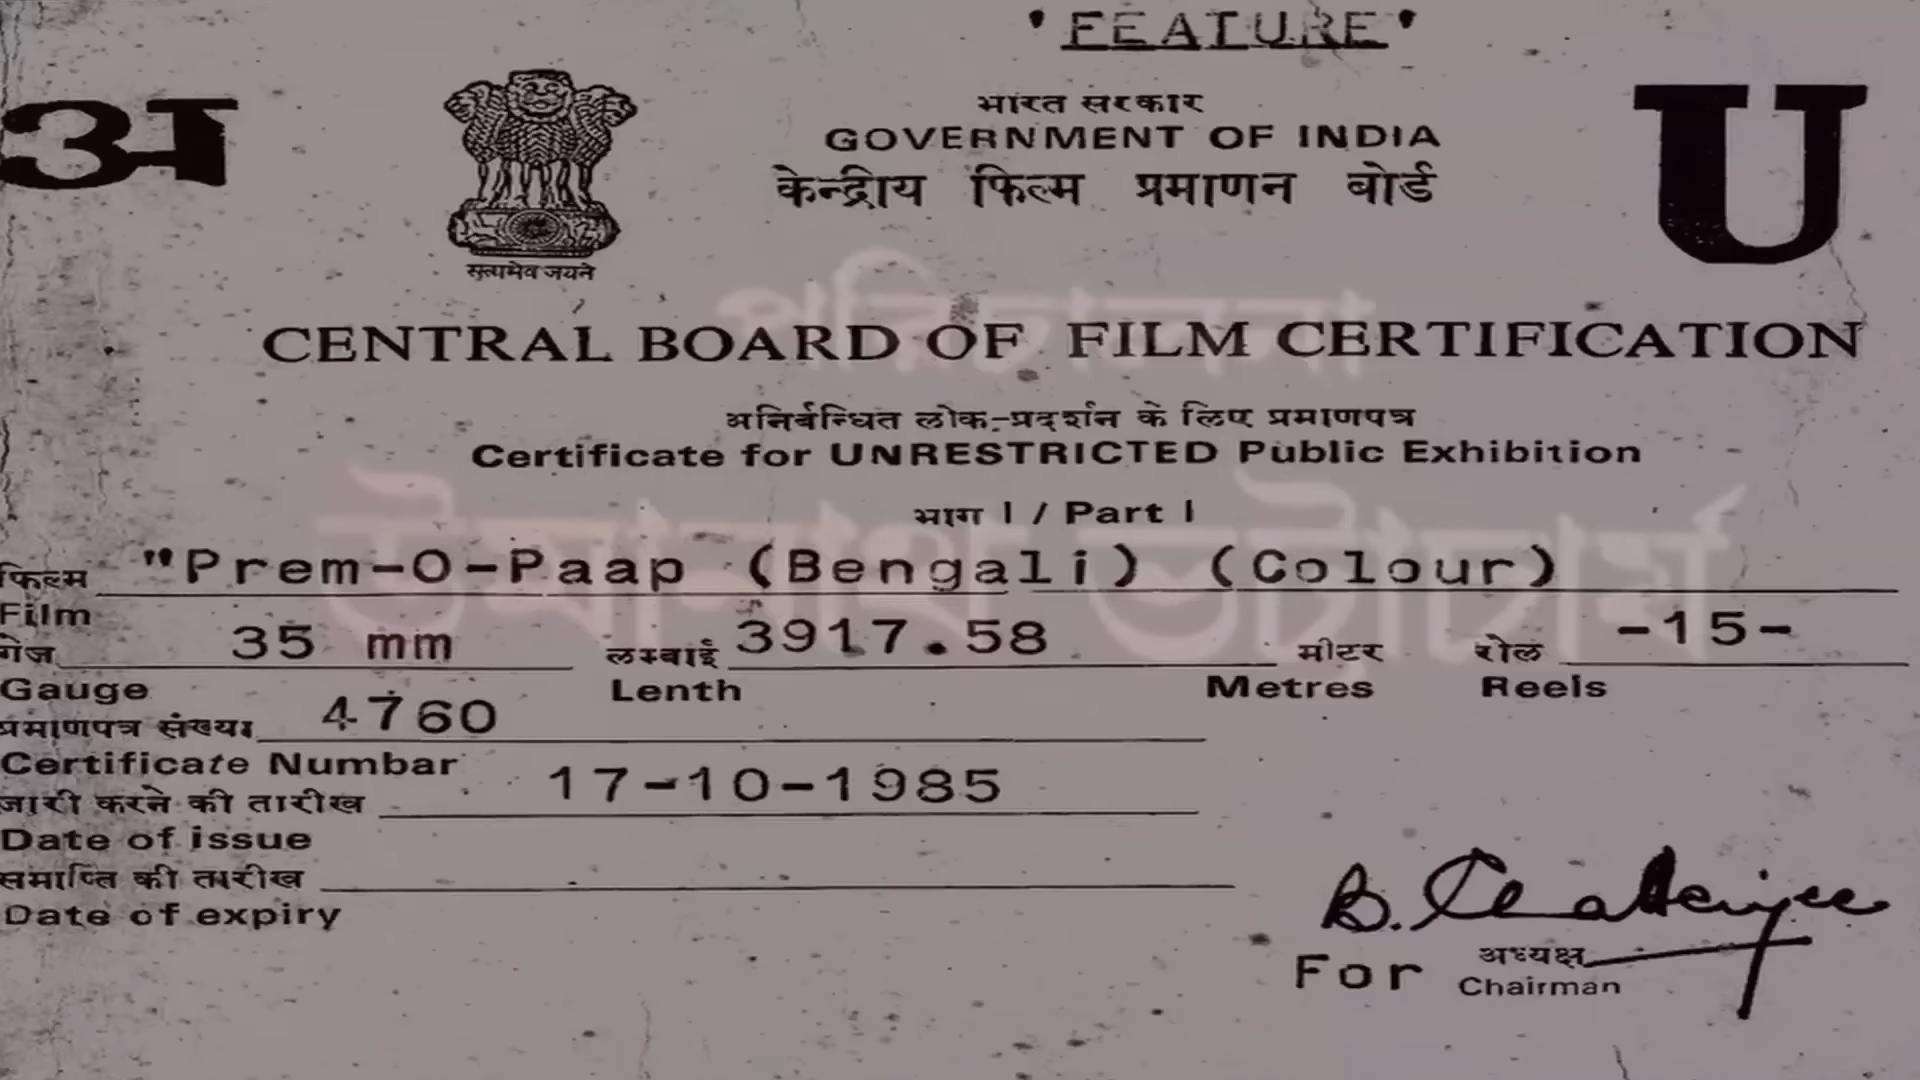 'FEATURE'
अ
U
भारत सरकार
GOVERNMENT OF INDIA
केन्द्रीय फिल्म प्रमाणन बोर्ड
सत्यमेव जयते
পরিচালনা
CENTRAL BOARD OF FILM CERTIFICATION
अनिर्बन्धित लोक-प्रदर्शन के लिए प्रमाणपत्र
Certificate for UNRESTRICTED Public Exhibition
भाग I / Part I
ভট্টাচার্য
फिल्म "Prem-O-Paap (Bengali) (Colour)
Film
गेज 35 mm लम्बाई 3917.58 मीटर रोल -15-
Gauge Lenth Metres Reels
प्रमाणपत्र संख्या 4760
Certificate Numbar
जारी करने की तारीख 17-10-1985
Date of issue
समाप्ति की तारीख
Date of expiry
B. Chatterjee
For अध्यक्ष
Chairman